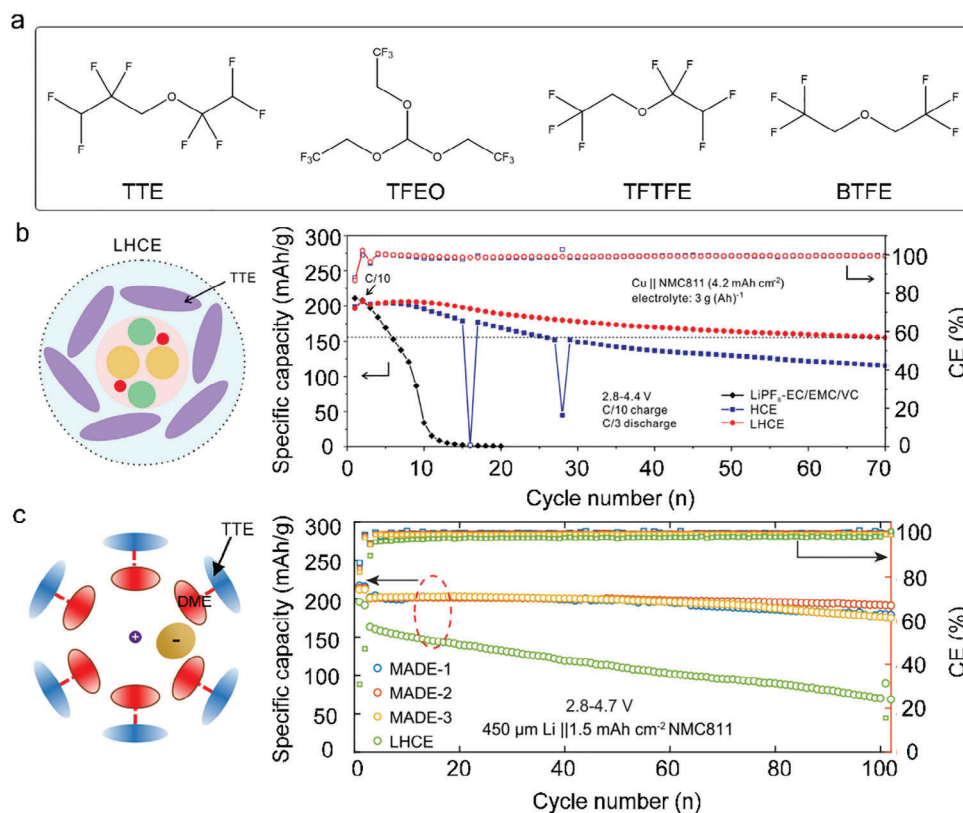 a
F F F F
F O F
F F F
TTE
CF₃
O
F₃C O O CF₃
TFEO
F F F
F O F
F F
TFTFE
F F
F O F
F F
BTFE
b
LHCE
TTE
Specific capacity (mAh/g)
300
250
200
150
100
50
0
C/10
Cu || NMC811 (4.2 mAh cm⁻²)
electrolyte: 3 g (Ah)⁻¹
2.8-4.4 V
C/10 charge
C/3 discharge
LiPF₆-EC/EMC/VC
HCE
LHCE
0 10 20 30 40 50 60 70
Cycle number (n)
100
80
60
40
20
0
CE (%)
c
TTE
DME
+
-
Specific capacity (mAh/g)
300
250
200
150
100
50
0
MADE-1
MADE-2
MADE-3
LHCE
2.8-4.7 V
450 μm Li ||1.5 mAh cm⁻² NMC811
0 20 40 60 80 100
Cycle number (n)
100
80
60
40
20
0
CE (%)